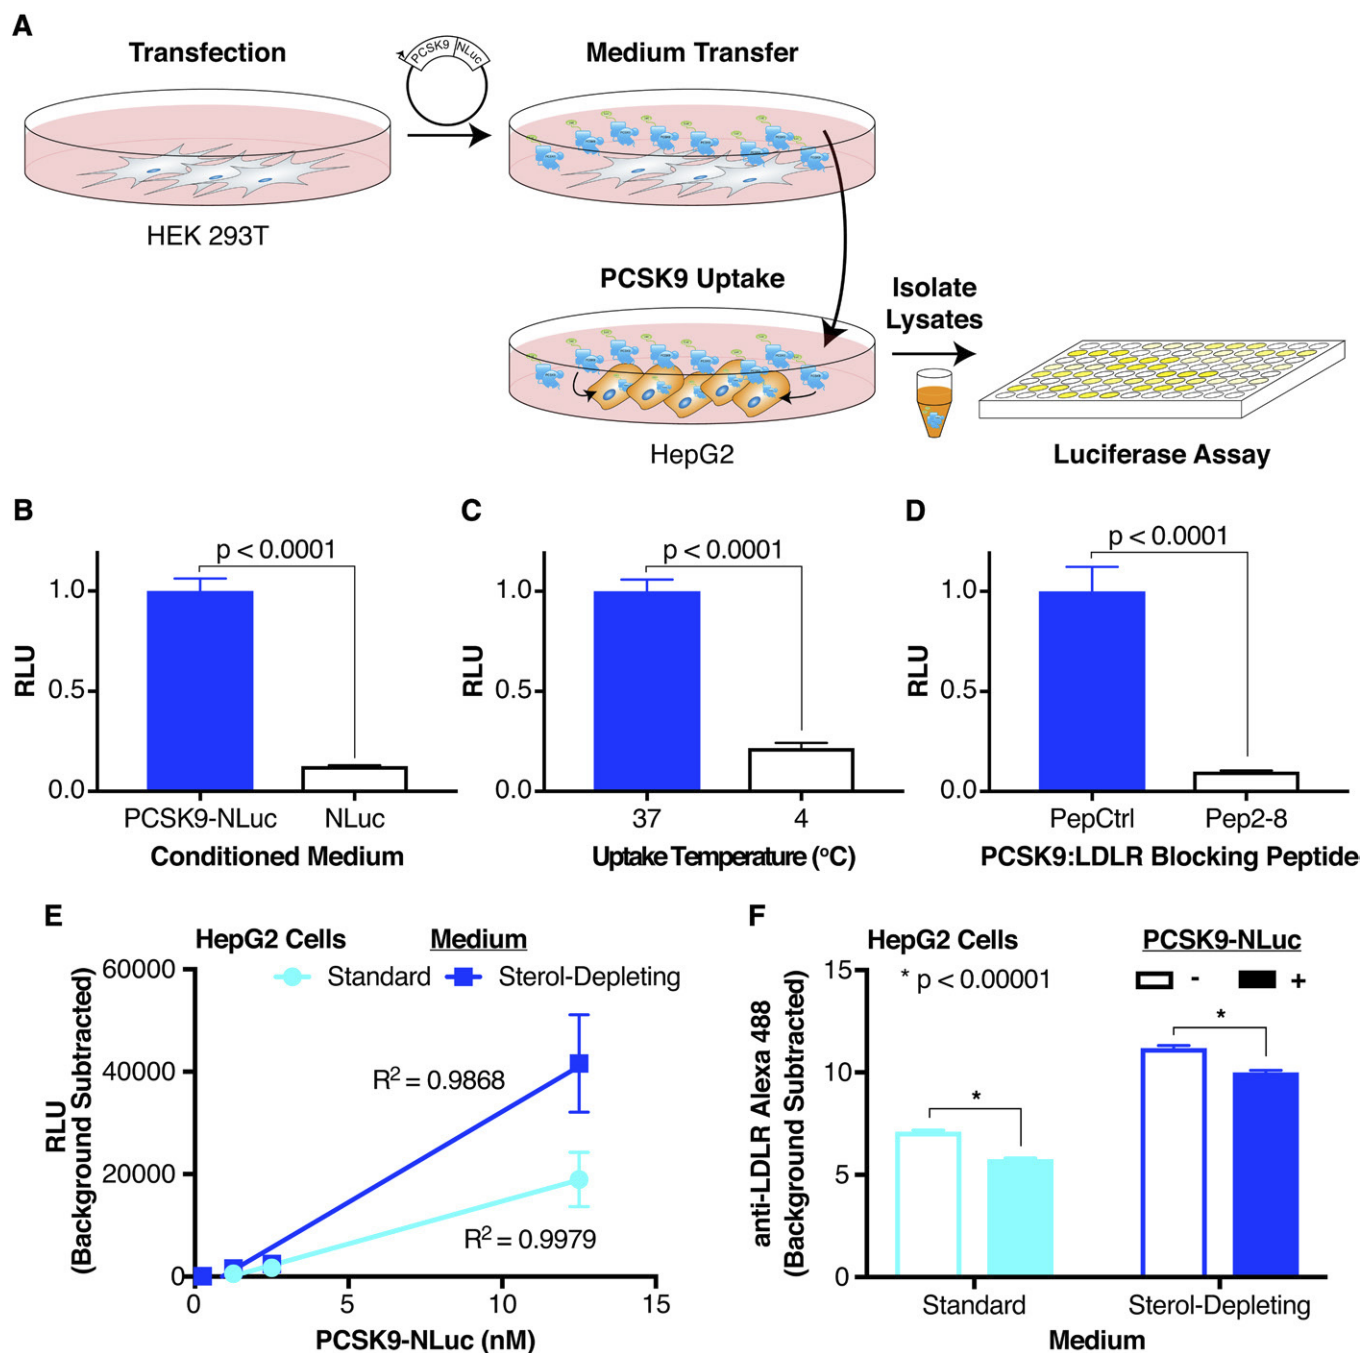 A
Transfection
PCSK9 NLuc
Medium Transfer
HEK 293T
PCSK9 Uptake
Isolate
Lysates
HepG2
Luciferase Assay
B
p < 0.0001
RLU
1.0
0.5
0.0
PCSK9-NLuc NLuc
Conditioned Medium
C
p < 0.0001
RLU
1.0
0.5
0.0
37 4
Uptake Temperature (°C)
D
p < 0.0001
RLU
1.0
0.5
0.0
PepCtrl Pep2-8
PCSK9:LDLR Blocking Peptide
E
HepG2 Cells Medium
Standard Sterol-Depleting
RLU
(Background Subtracted)
60000
40000
20000
0
R² = 0.9868
R² = 0.9979
0 5 10 15
PCSK9-NLuc (nM)
F
HepG2 Cells PCSK9-NLuc
* p < 0.00001 - +
anti-LDLR Alexa 488
(Background Subtracted)
15
10
5
0
*
*
Standard Sterol-Depleting
Medium